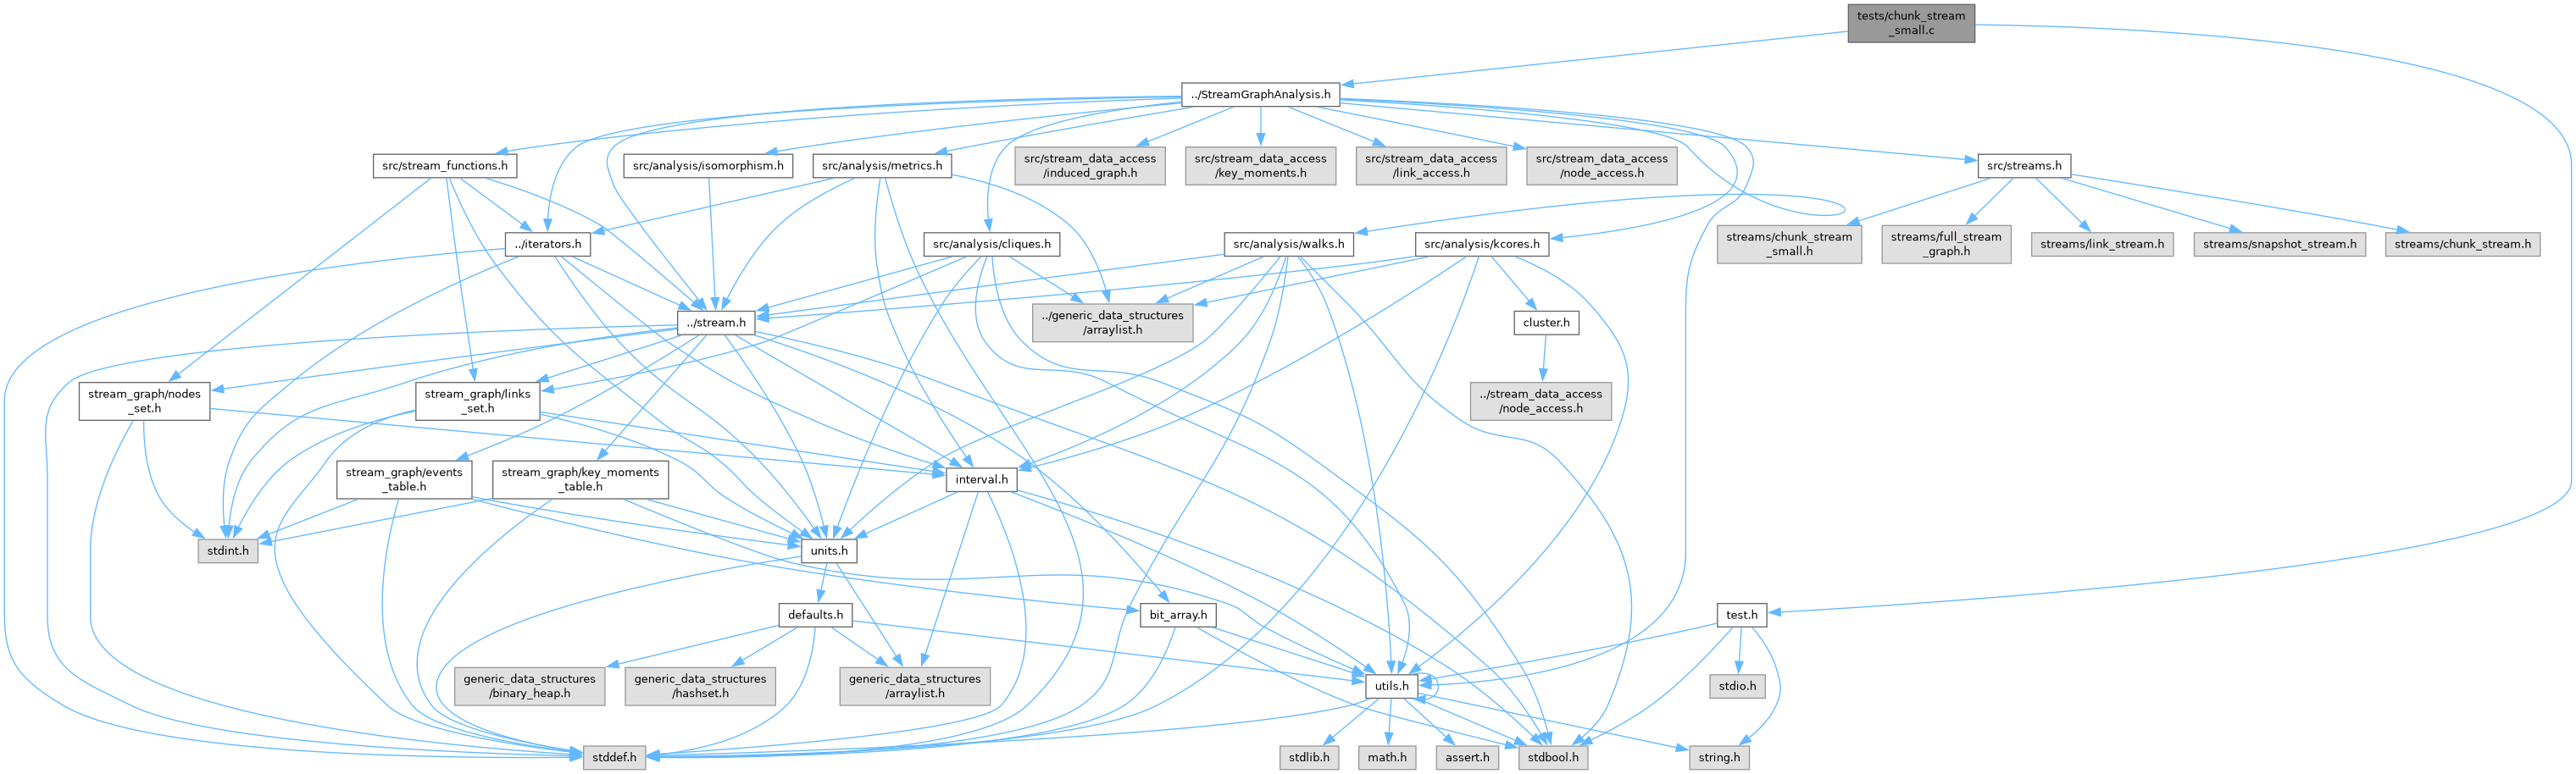 tests/chunk_stream
_small.c
../StreamGraphAnalysis.h
src/stream_functions.h
src/analysis/isomorphism.h
src/analysis/metrics.h
src/stream_data_access
/induced_graph.h
src/stream_data_access
/key_moments.h
src/stream_data_access
/link_access.h
src/stream_data_access
/node_access.h
src/streams.h
../iterators.h
src/analysis/cliques.h
src/analysis/walks.h
src/analysis/kcores.h
streams/chunk_stream
_small.h
streams/full_stream
_graph.h
streams/link_stream.h
streams/snapshot_stream.h
streams/chunk_stream.h
../stream.h
../generic_data_structures
/arraylist.h
cluster.h
stream_graph/nodes
_set.h
stream_graph/links
_set.h
../stream_data_access
/node_access.h
stream_graph/events
_table.h
stream_graph/key_moments
_table.h
interval.h
stdint.h
units.h
defaults.h
bit_array.h
test.h
generic_data_structures
/binary_heap.h
generic_data_structures
/hashset.h
generic_data_structures
/arraylist.h
utils.h
stdio.h
stddef.h
stdlib.h
math.h
assert.h
stdbool.h
string.h